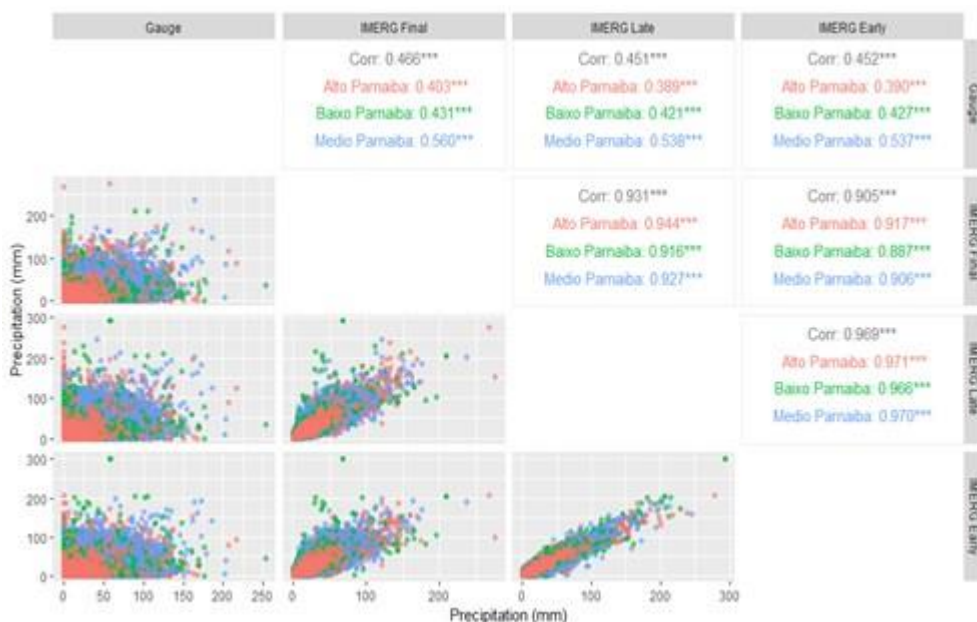 Gauge
IMERG Final
IMERG Late
IMERG Early
Corr: 0.466***
Alto Parnaiba: 0.403***
Baixo Parnaiba: 0.431***
Medio Parnaiba: 0.560***
Corr: 0.451***
Alto Parnaiba: 0.389***
Baixo Parnaiba: 0.421***
Medio Parnaiba: 0.538***
Corr: 0.452***
Alto Parnaiba: 0.390***
Baixo Parnaiba: 0.427***
Medio Parnaiba: 0.537***
Gauge
Corr: 0.931***
Alto Parnaiba: 0.944***
Baixo Parnaiba: 0.916***
Medio Parnaiba: 0.927***
Corr: 0.905***
Alto Parnaiba: 0.917***
Baixo Parnaiba: 0.887***
Medio Parnaiba: 0.906***
IMERG Final
200
100
0
Precipitation (mm)
Precipitation (mm)
Corr: 0.969***
Alto Parnaiba: 0.971***
Baixo Parnaiba: 0.966***
Medio Parnaiba: 0.970***
IMERG Late
300
200
100
0
IMERG Early
300
200
100
0
0 50 100 150 200 250
0 100 200
0 100 200 300
Precipitation (mm)